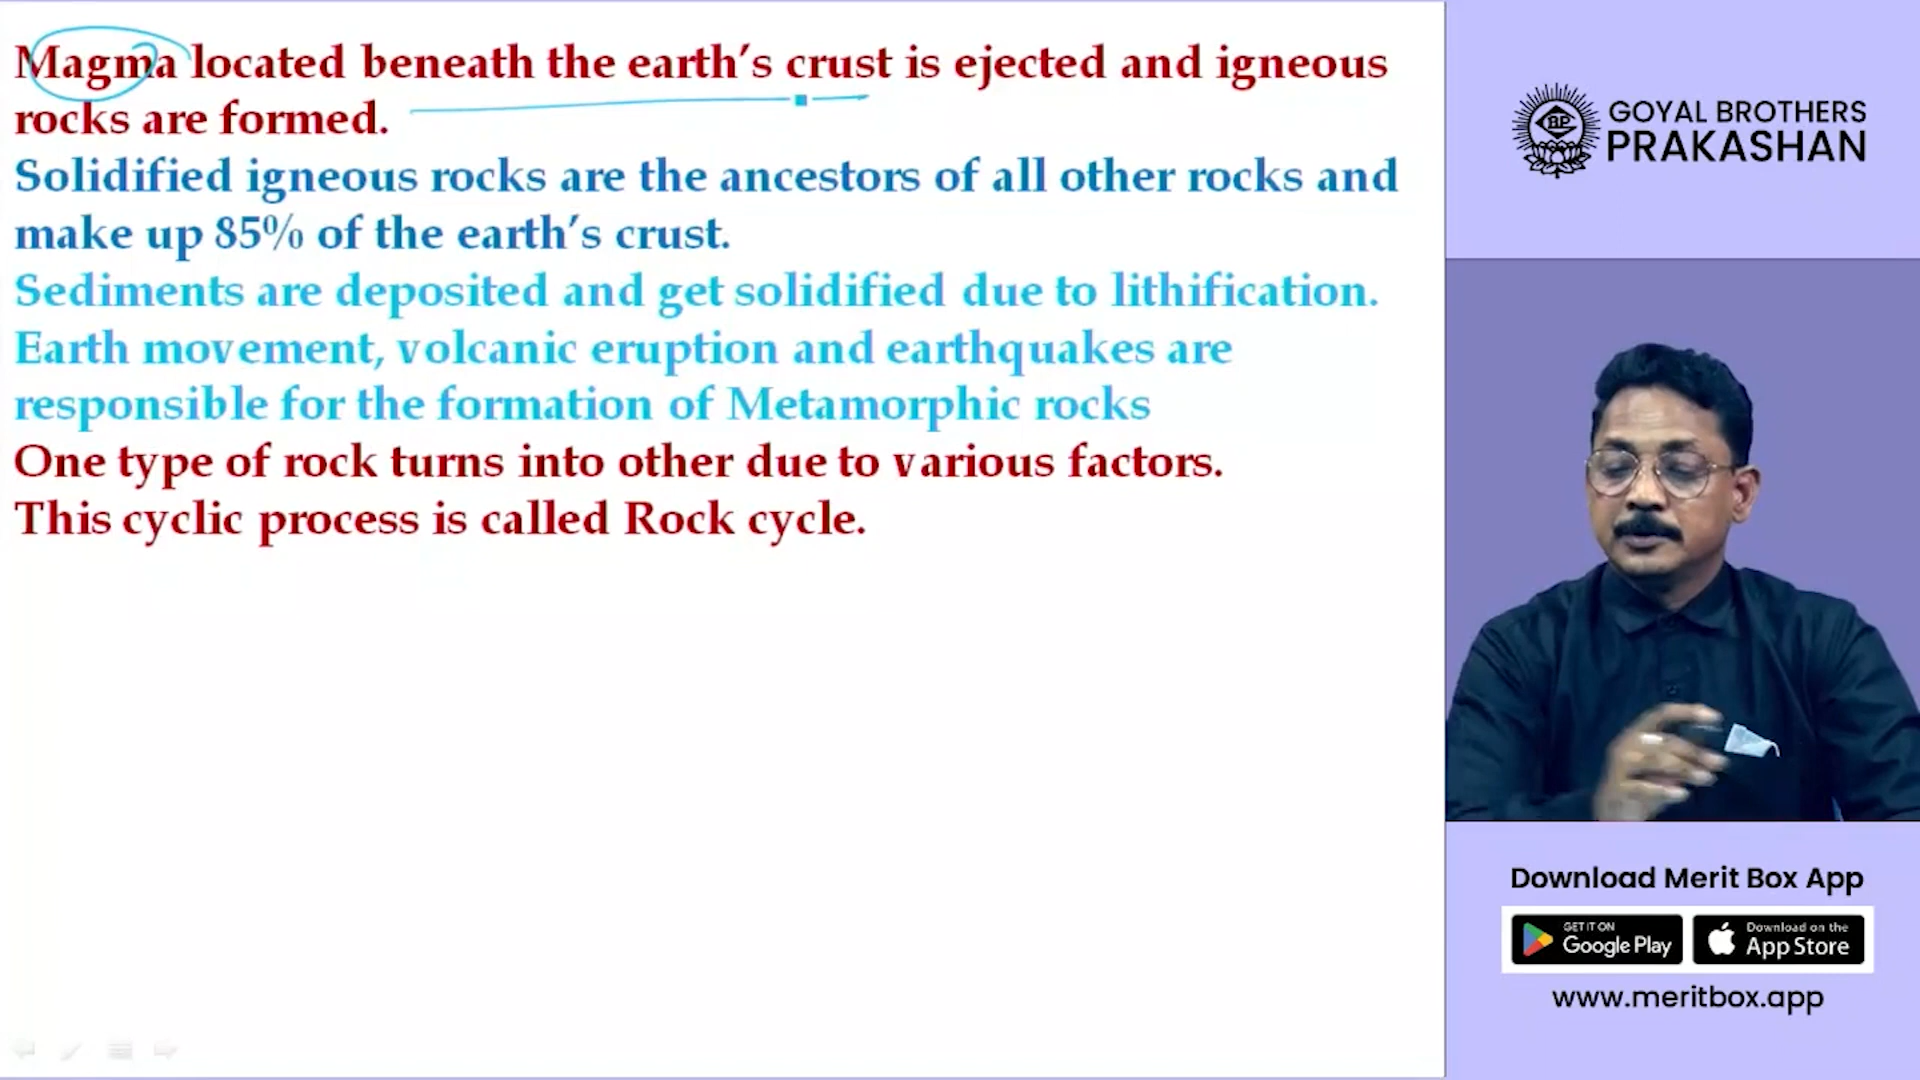 Magma located beneath the earth’s crust is ejected and igneous
rocks are formed.
Solidified igneous rocks are the ancestors of all other rocks and
make up 85% of the earth’s crust.
Sediments are deposited and get solidified due to lithification.
Earth movement, volcanic eruption and earthquakes are
responsible for the formation of Metamorphic rocks
One type of rock turns into other due to various factors.
This cyclic process is called Rock cycle.
GBP
GOYAL BROTHERS
PRAKASHAN
Download Merit Box App
GET IT ON
Google Play
Download on the
App Store
www.meritbox.app